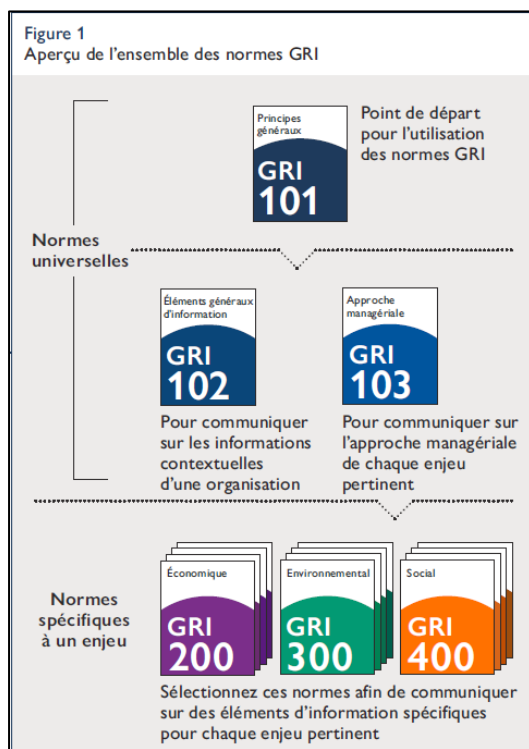 Figure 1
Aperçu de l'ensemble des normes GRI
Principes
généraux
GRI
101
Point de départ
pour l'utilisation
des normes GRI
Normes
universelles
Éléments généraux
d'information
GRI
102
Approche
managériale
GRI
103
Pour communiquer
sur les informations
contextuelles
d'une organisation
Pour communiquer sur
l'approche managériale
de chaque enjeu
pertinent
Normes
spécifiques
à un enjeu
Économique
GRI
200
Environnemental
GRI
300
Social
GRI
400
Sélectionnez ces normes afin de communiquer
sur des éléments d'information spécifiques
pour chaque enjeu pertinent